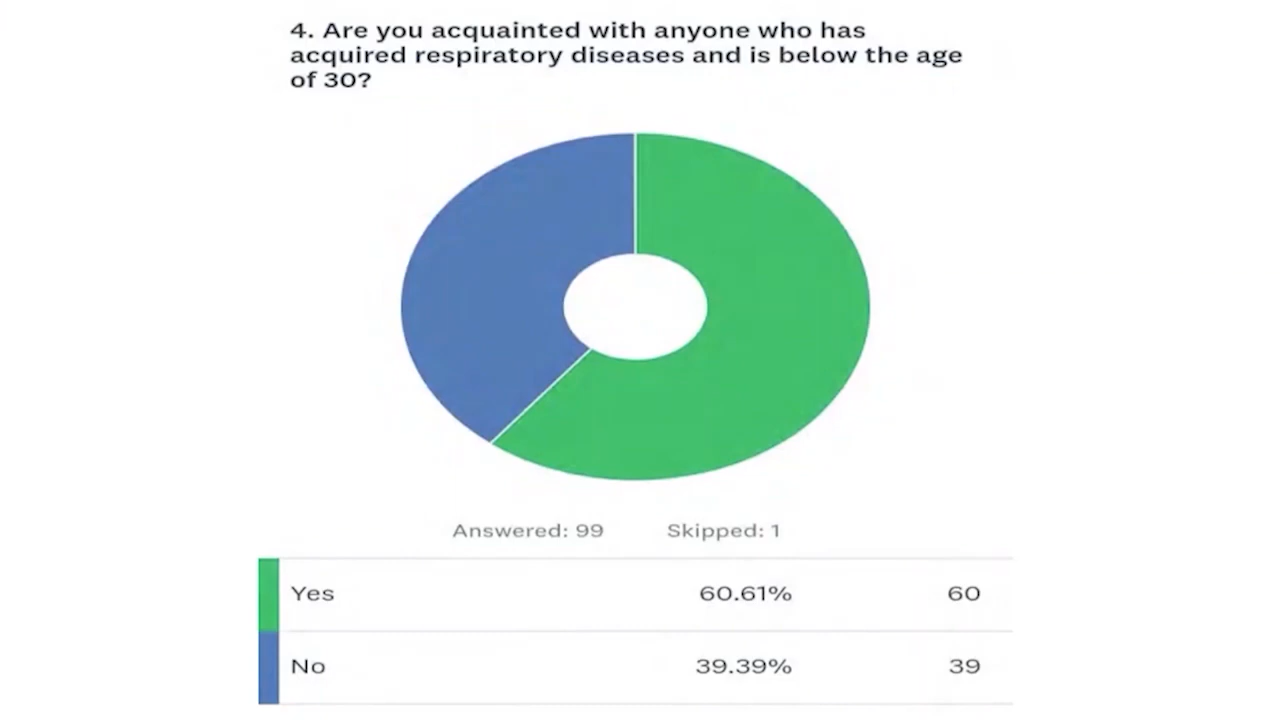 4. Are you acquainted with anyone who has
acquired respiratory diseases and is below the age
of 30?
Answered: 99 Skipped: 1
Yes 60.61% 60
No 39.39% 39